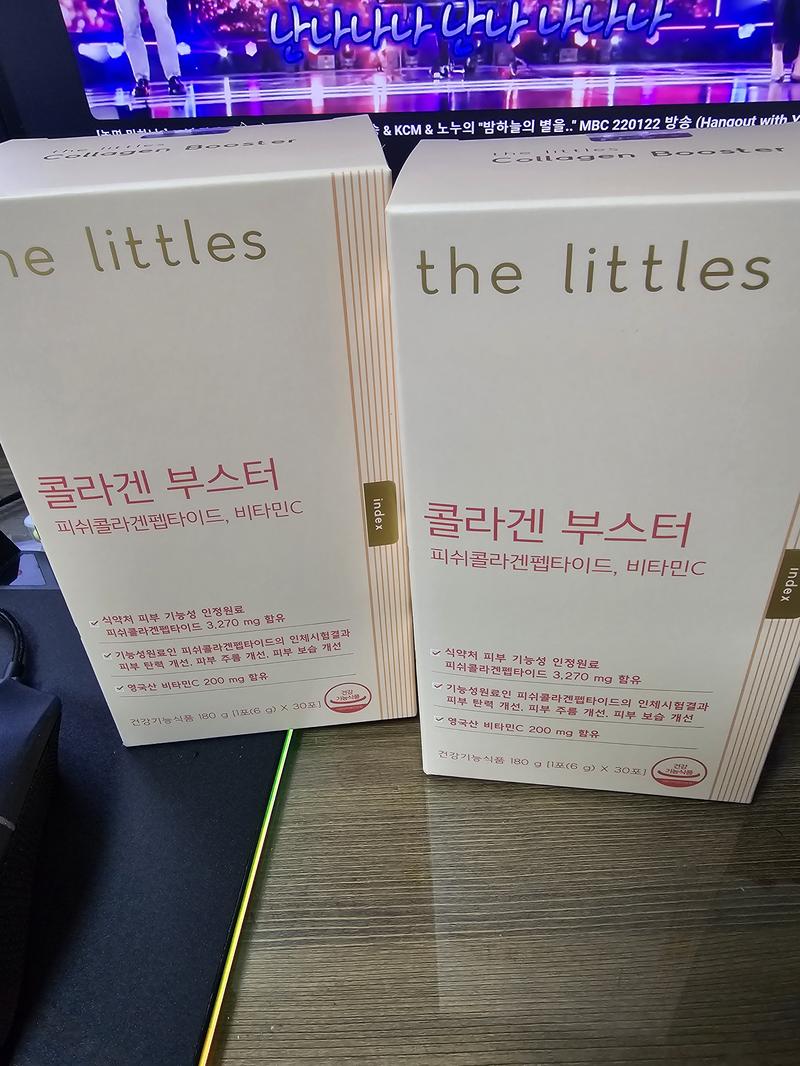 난나나나 난나 나나나
& KCM & 노누의 "밤하늘의 별을.." MBC 220122 방송 (Hangout with Y
the littles
Collagen Booster
he littles
콜라겐 부스터
피쉬콜라겐펩타이드, 비타민C
index
식약처 피부 기능성 인정원료
피쉬콜라겐펩타이드 3,270 mg 함유
기능성원료인 피쉬콜라겐펩타이드의 인체시험결과
피부 탄력 개선, 피부 주름 개선, 피부 보습 개선
영국산 비타민C 200 mg 함유
건강기능식품 180 g [1포(6 g) X 30포]
건강
기능식품
the littles
Collagen Booster
the littles
콜라겐 부스터
피쉬콜라겐펩타이드, 비타민C
index
식약처 피부 기능성 인정원료
피쉬콜라겐펩타이드 3,270 mg 함유
기능성원료인 피쉬콜라겐펩타이드의 인체시험결과
피부 탄력 개선, 피부 주름 개선, 피부 보습 개선
영국산 비타민C 200 mg 함유
건강기능식품 180 g [1포(6 g) X 30포]
건강
기능식품